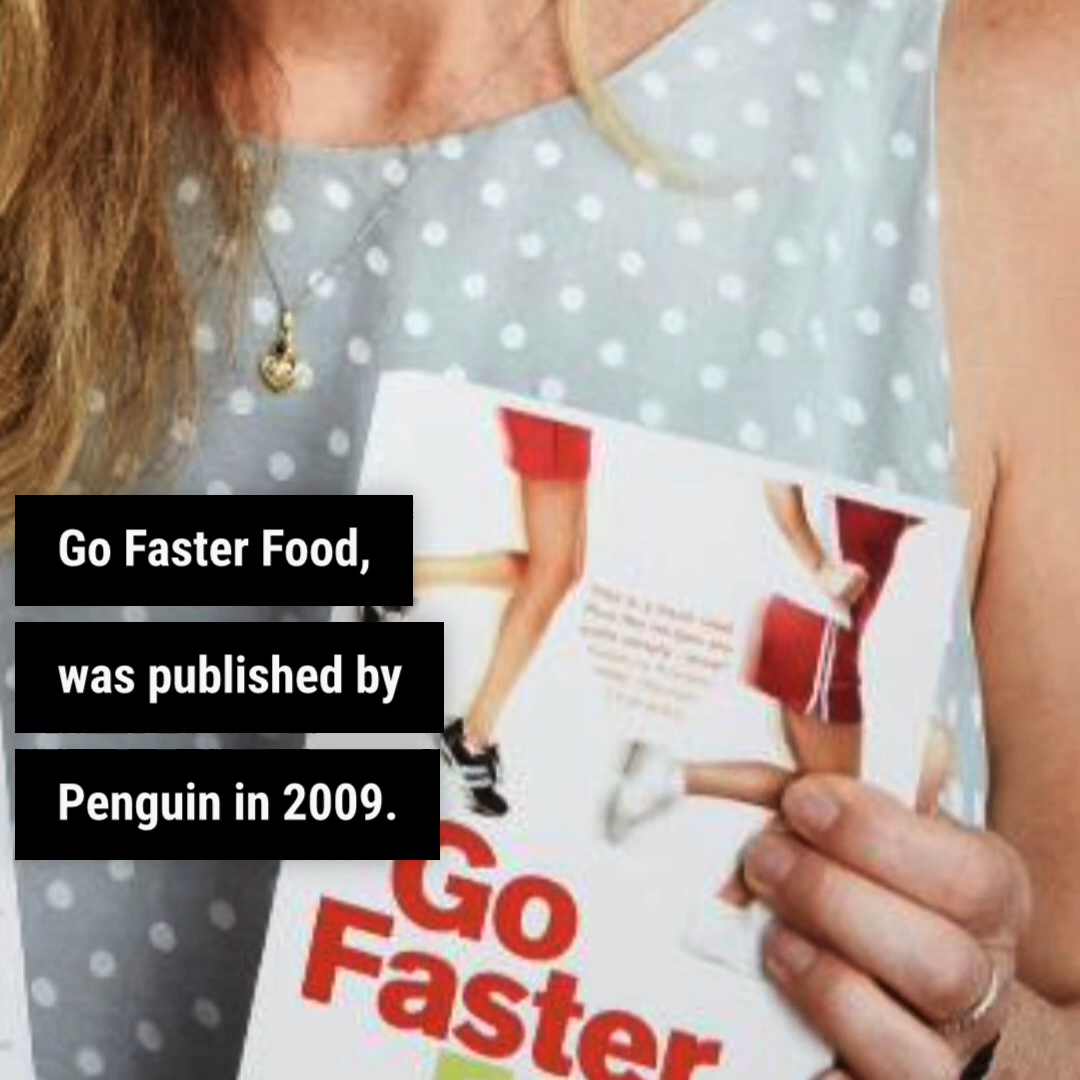 Go Faster Food,
was published by
Penguin in 2009.
Go
Faster